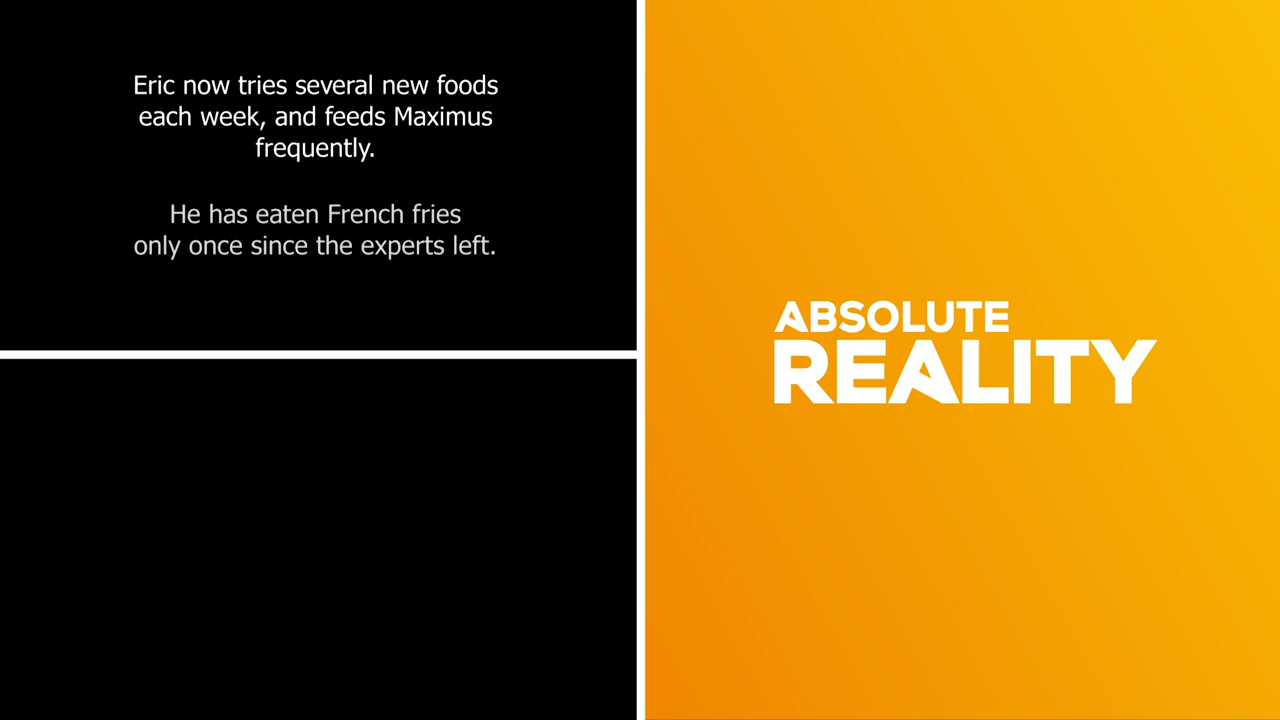 Eric now tries several new foods
each week, and feeds Maximus
frequently.
He has eaten French fries
only once since the experts left.
ABSOLUTE
REALITY